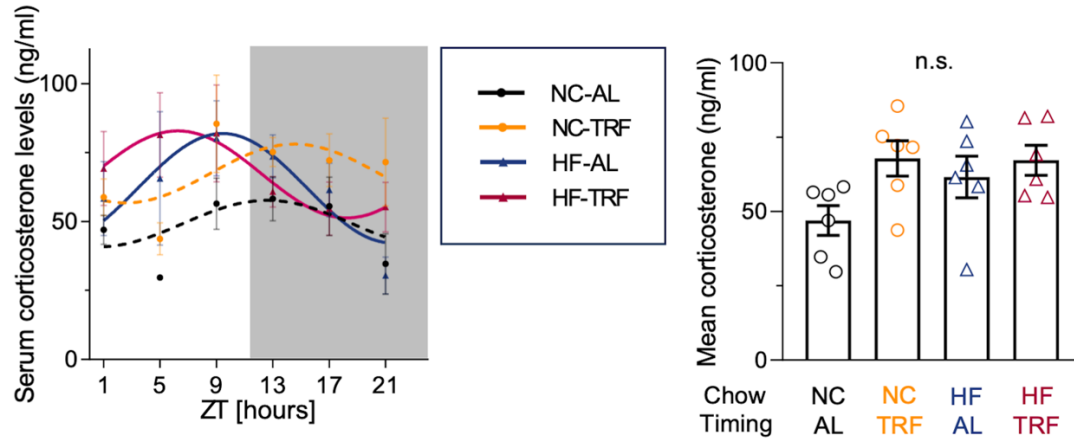 Serum corticosterone levels (ng/ml)
100
50
0
1 5 9 13 17 21
ZT [hours]
NC-AL
NC-TRF
HF-AL
HF-TRF
Mean corticosterone (ng/ml)
100
50
0
n.s.
Chow NC NC HF HF
Timing AL TRF AL TRF